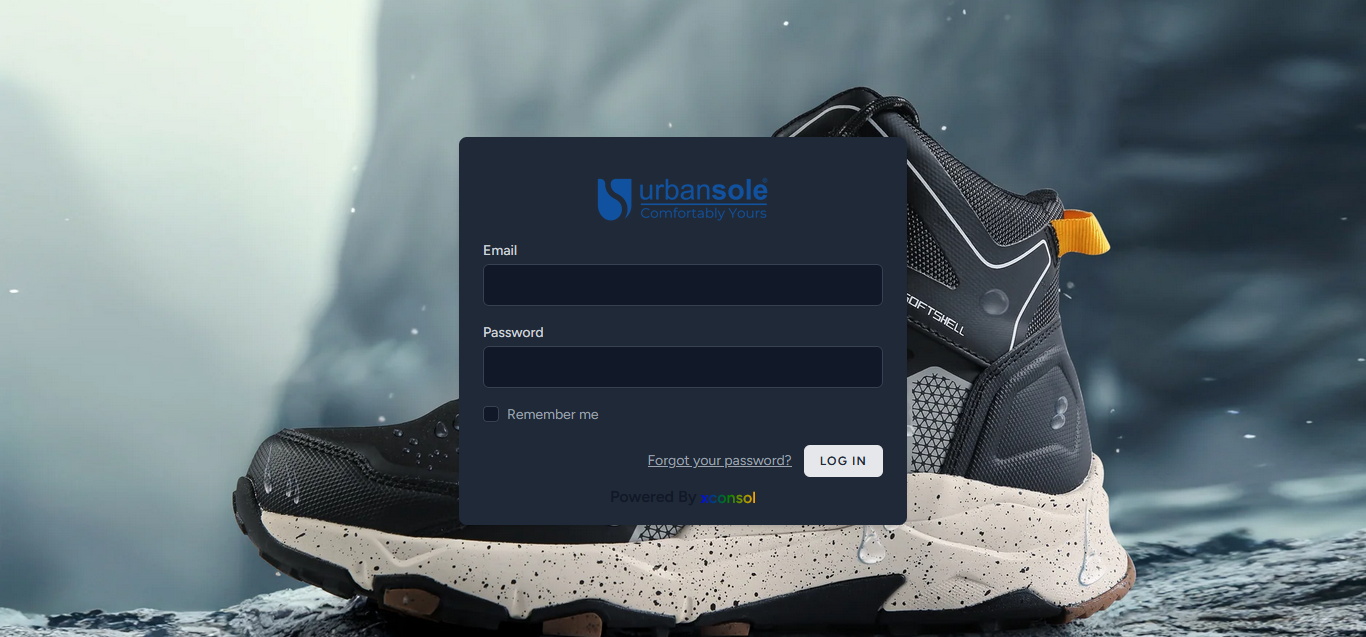 urbansole®
Comfortably Yours
Email
SOFTSHELL
Password
Remember me
Forgot your password?
LOG IN
Powered By xconsol